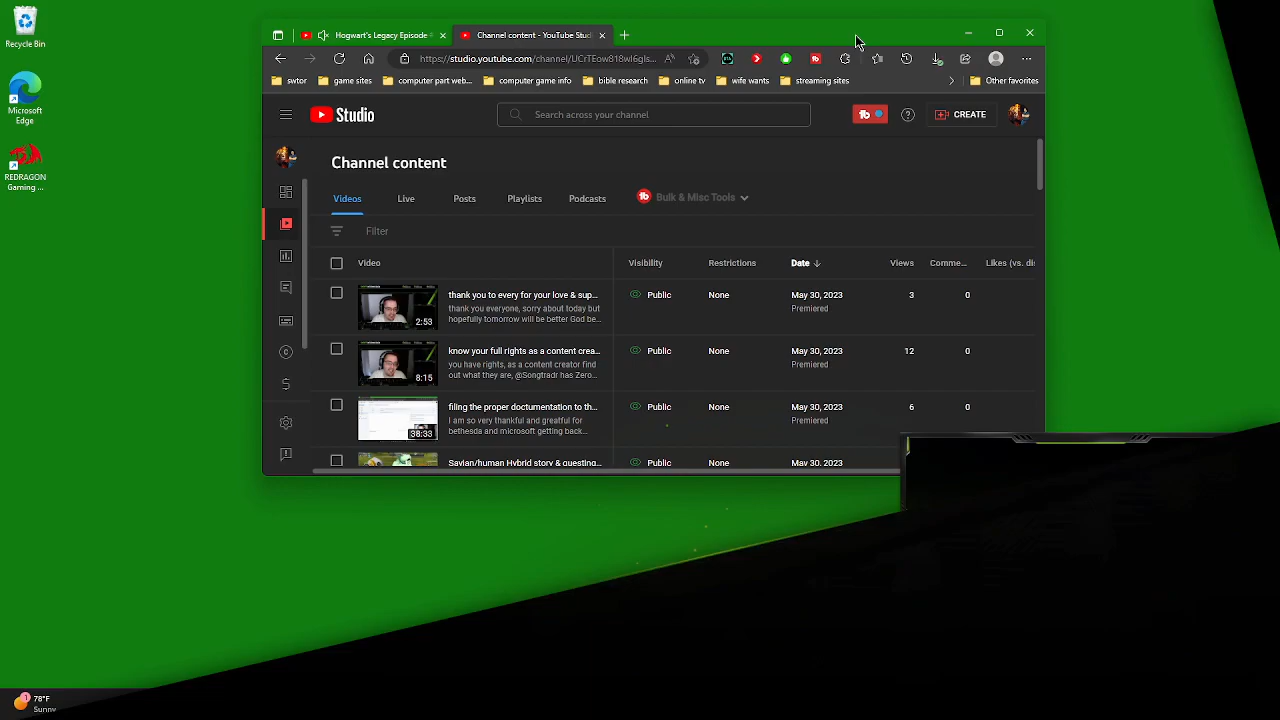 Recycle Bin
Microsoft
Edge
REDRAGON
Gaming ...
Hogwart's Legacy Episode
Channel content - YouTube Stud
https://studio.youtube.com/channel/
swtor
game sites
computer part web...
computer game info
bible research
online tv
wife wants
streaming sites
Other favorites
Studio
Search across your channel
CREATE
Channel content
Videos
Live
Posts
Playlists
Podcasts
Bulk & Misc Tools
Filter
Video
Visibility
Restrictions
Date
Views
Comme...
Likes (vs. di
thank you to every for your love & sup...
thank you everyone, sorry about today but
hopefully tomorrow will be better God be...
2:53
Public
None
May 30, 2023
Premiered
3
0
know your full rights as a content crea...
you have rights, as a content creator find
out what they are, @Songtradr has Zero...
8:15
Public
None
May 30, 2023
Premiered
12
0
filing the proper doctumentation to th...
I am so very thankful and greatful for
bethesda and microsoft getting back...
38:33
Public
None
May 30, 2023
Premiered
6
0
Savian/human Hybrid story & questing...
Public
None
May 30, 2023
78°F
Sunny